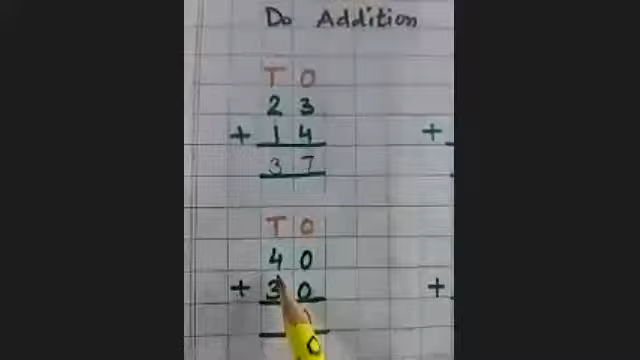 Do Addition
T O
2 3
+ 1 4
3 7
T O
4 0
+ 3 0
+
+